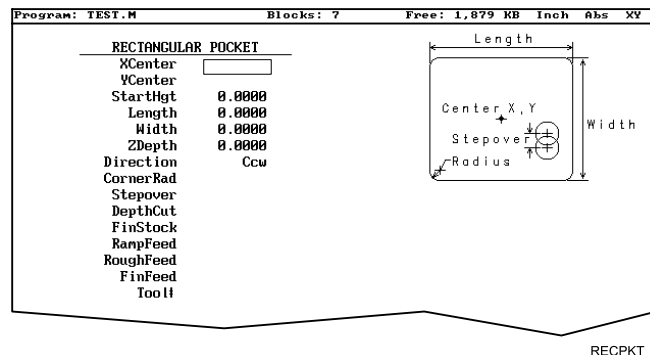 Program: TEST.M Blocks: 7 Free: 1,879 KB Inch Abs XY
RECTANGULAR POCKET
XCenter
YCenter
StartHgt 0.0000
Length 0.0000
Width 0.0000
ZDepth 0.0000
Direction Ccw
CornerRad
Stepover
DepthCut
FinStock
RampFeed
RoughFeed
FinFeed
Tool#
Length
Center X,Y
Width
Stepover
Radius
RECPKT